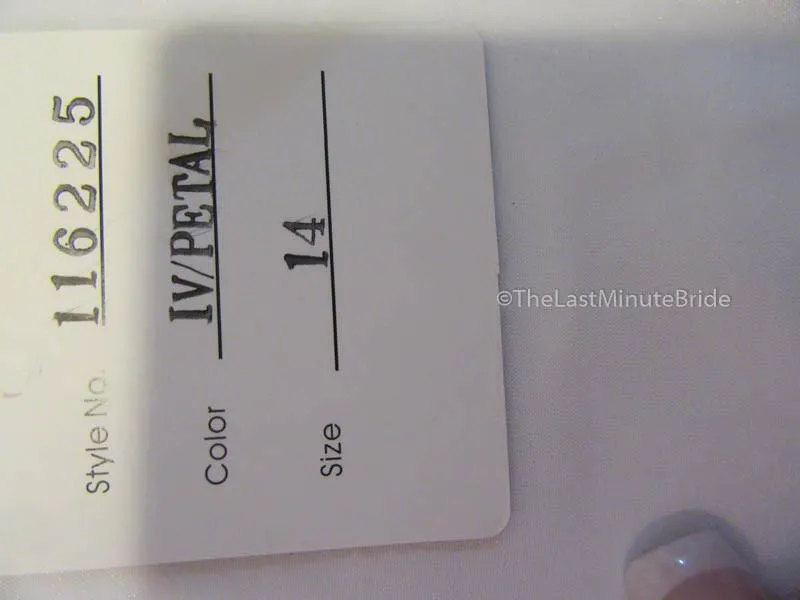 Style No. 116225
Color IV/PETAL
Size 14
©TheLastMinuteBride